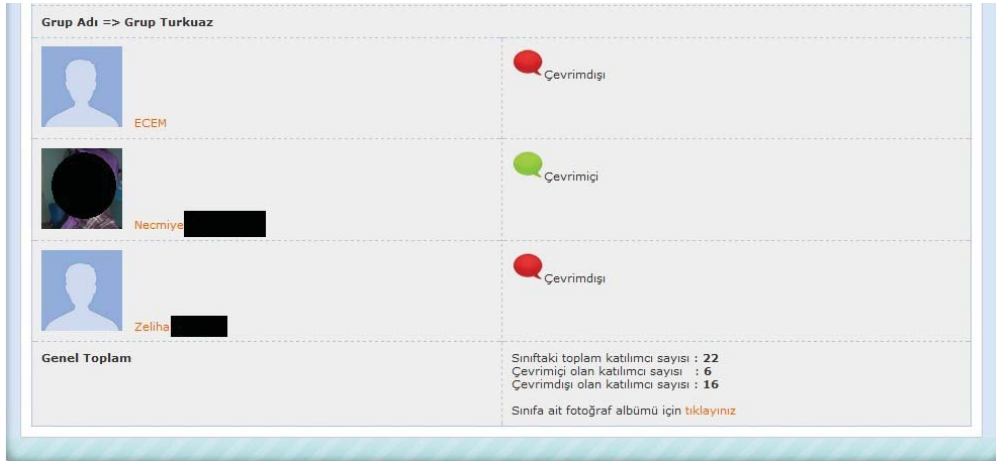 Grup Adı => Grup Turkuaz
ECEM
Çevrimdışı
Necmiye
Çevrimiçi
Zeliha
Çevrimdışı
Genel Toplam
Sınıftaki toplam katılımcı sayısı : 22
Çevrimiçi olan katılımcı sayısı : 6
Çevrimdışı olan katılımcı sayısı : 16
Sınıfa ait fotoğraf albümü için tıklayınız